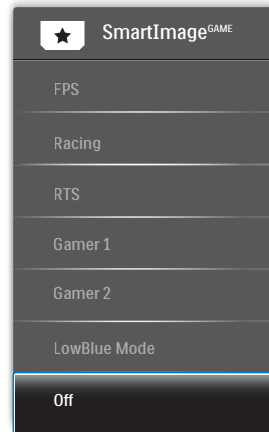 SmartImageGAME
FPS
Racing
RTS
Gamer 1
Gamer 2
LowBlue Mode
Off